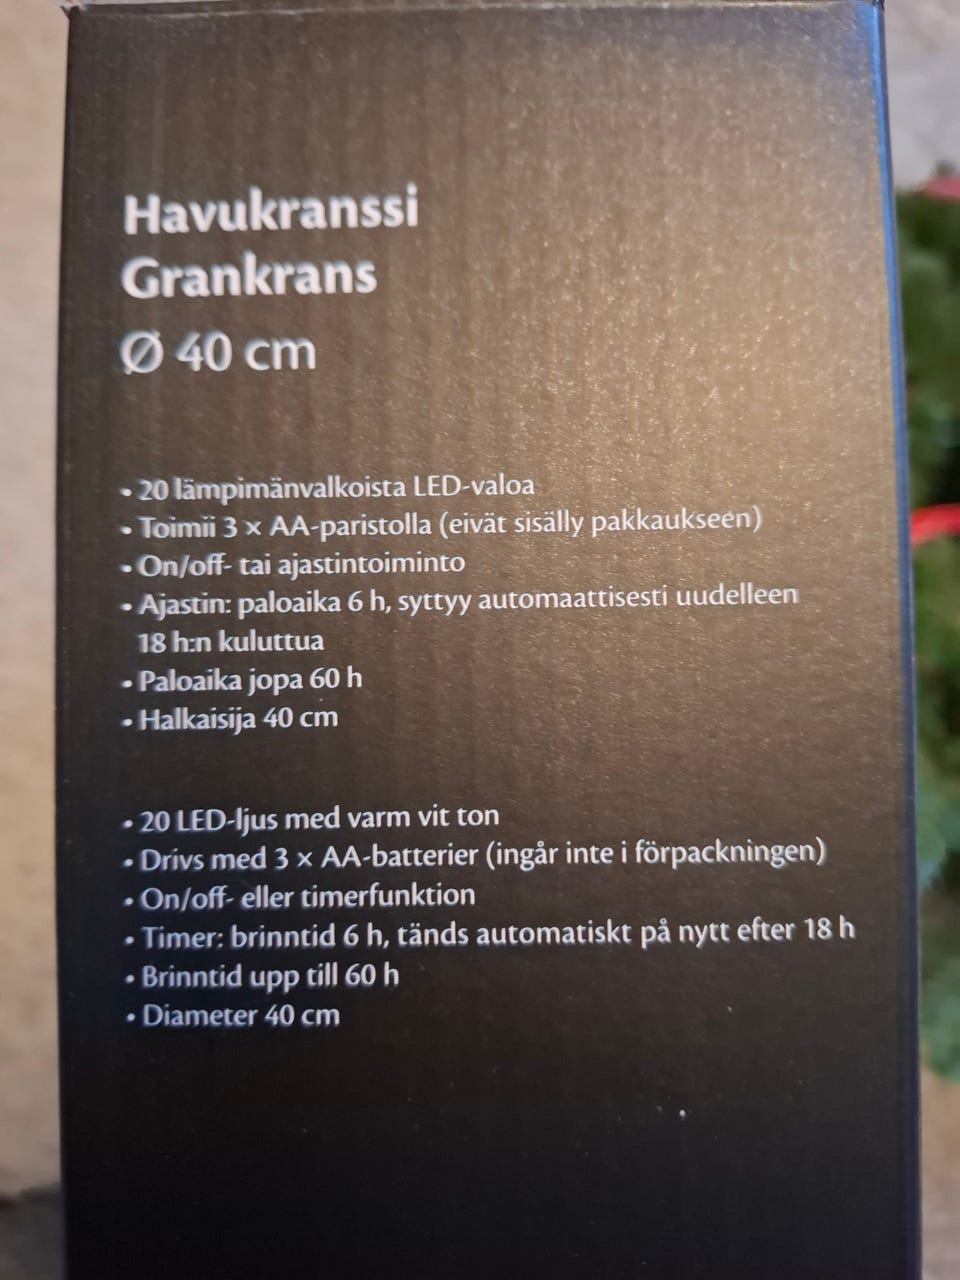 Havukranssi
Grankrans
Ø 40 cm
• 20 lämpimänvalkoista LED-valoa
• Toimii 3 × AA-paristolla (eivät sisälly pakkaukseen)
• On/off- tai ajastintoiminto
• Ajastin: paloaika 6 h, syttyy automaattisesti uudelleen
18 h:n kuluttua
• Paloaika jopa 60 h
• Halkaisija 40 cm
• 20 LED-ljus med varm vit ton
• Drivs med 3 × AA-batterier (ingår inte i förpackningen)
• On/off- eller timerfunktion
• Timer: brinntid 6 h, tänds automatiskt på nytt efter 18 h
• Brinntid upp till 60 h
• Diameter 40 cm